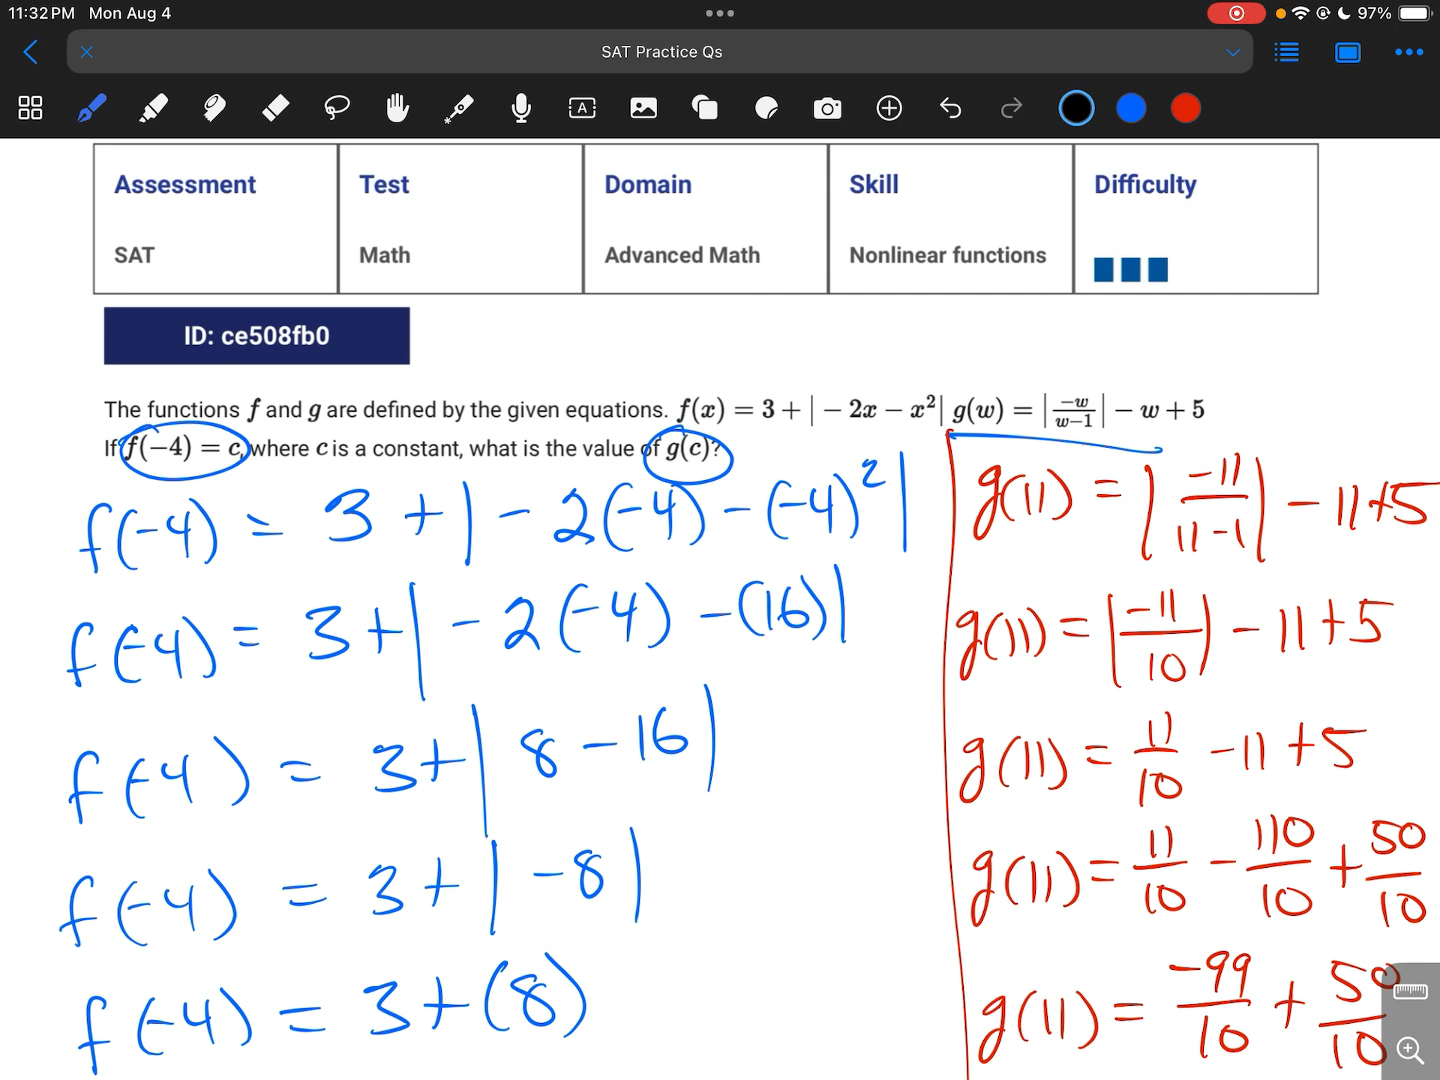 11:32 PM Mon Aug 4 97%
SAT Practice Qs
Assessment Test Domain Skill Difficulty
SAT Math Advanced Math Nonlinear functions
ID: ce508fb0
The functions f and g are defined by the given equations. f(x) = 3 + | − 2x − x²| g(w) = |−w/w−1| − w + 5
If f(−4) = c, where c is a constant, what is the value of g(c)?
f(-4) = 3 + | - 2(-4) - (-4)² |
f(-4) = 3 + | - 2(-4) - (16) |
f(-4) = 3 + | 8 - 16 |
f(-4) = 3 + | -8 |
f(-4) = 3 + (8)
g(11) = | -11/11-1 | - 11 + 5
g(11) = | -11/10 | - 11 + 5
g(11) = 11/10 - 11 + 5
g(11) = 11/10 - 110/10 + 50/10
g(11) = -99/10 + 50/10